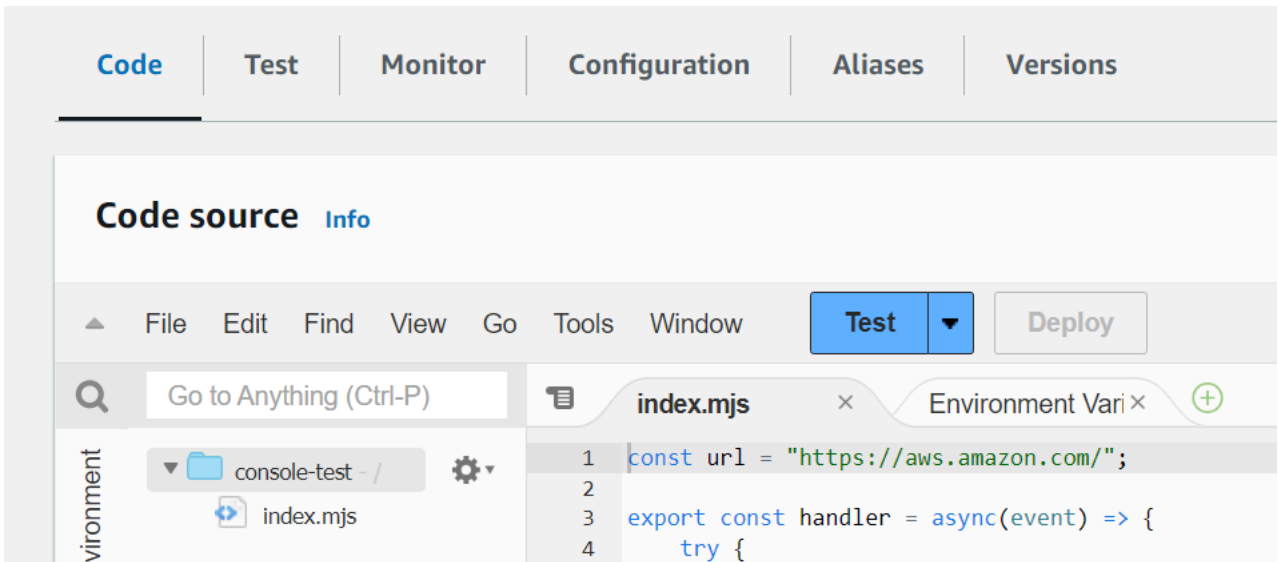 Code Test Monitor Configuration Aliases Versions
Code source Info
File Edit Find View Go Tools Window Test Deploy
Go to Anything (Ctrl-P)
index.mjs × Environment Vari ×
vironment
console-test - /
index.mjs
1 const url = "https://aws.amazon.com/";
2
3 export const handler = async(event) => {
4 try {